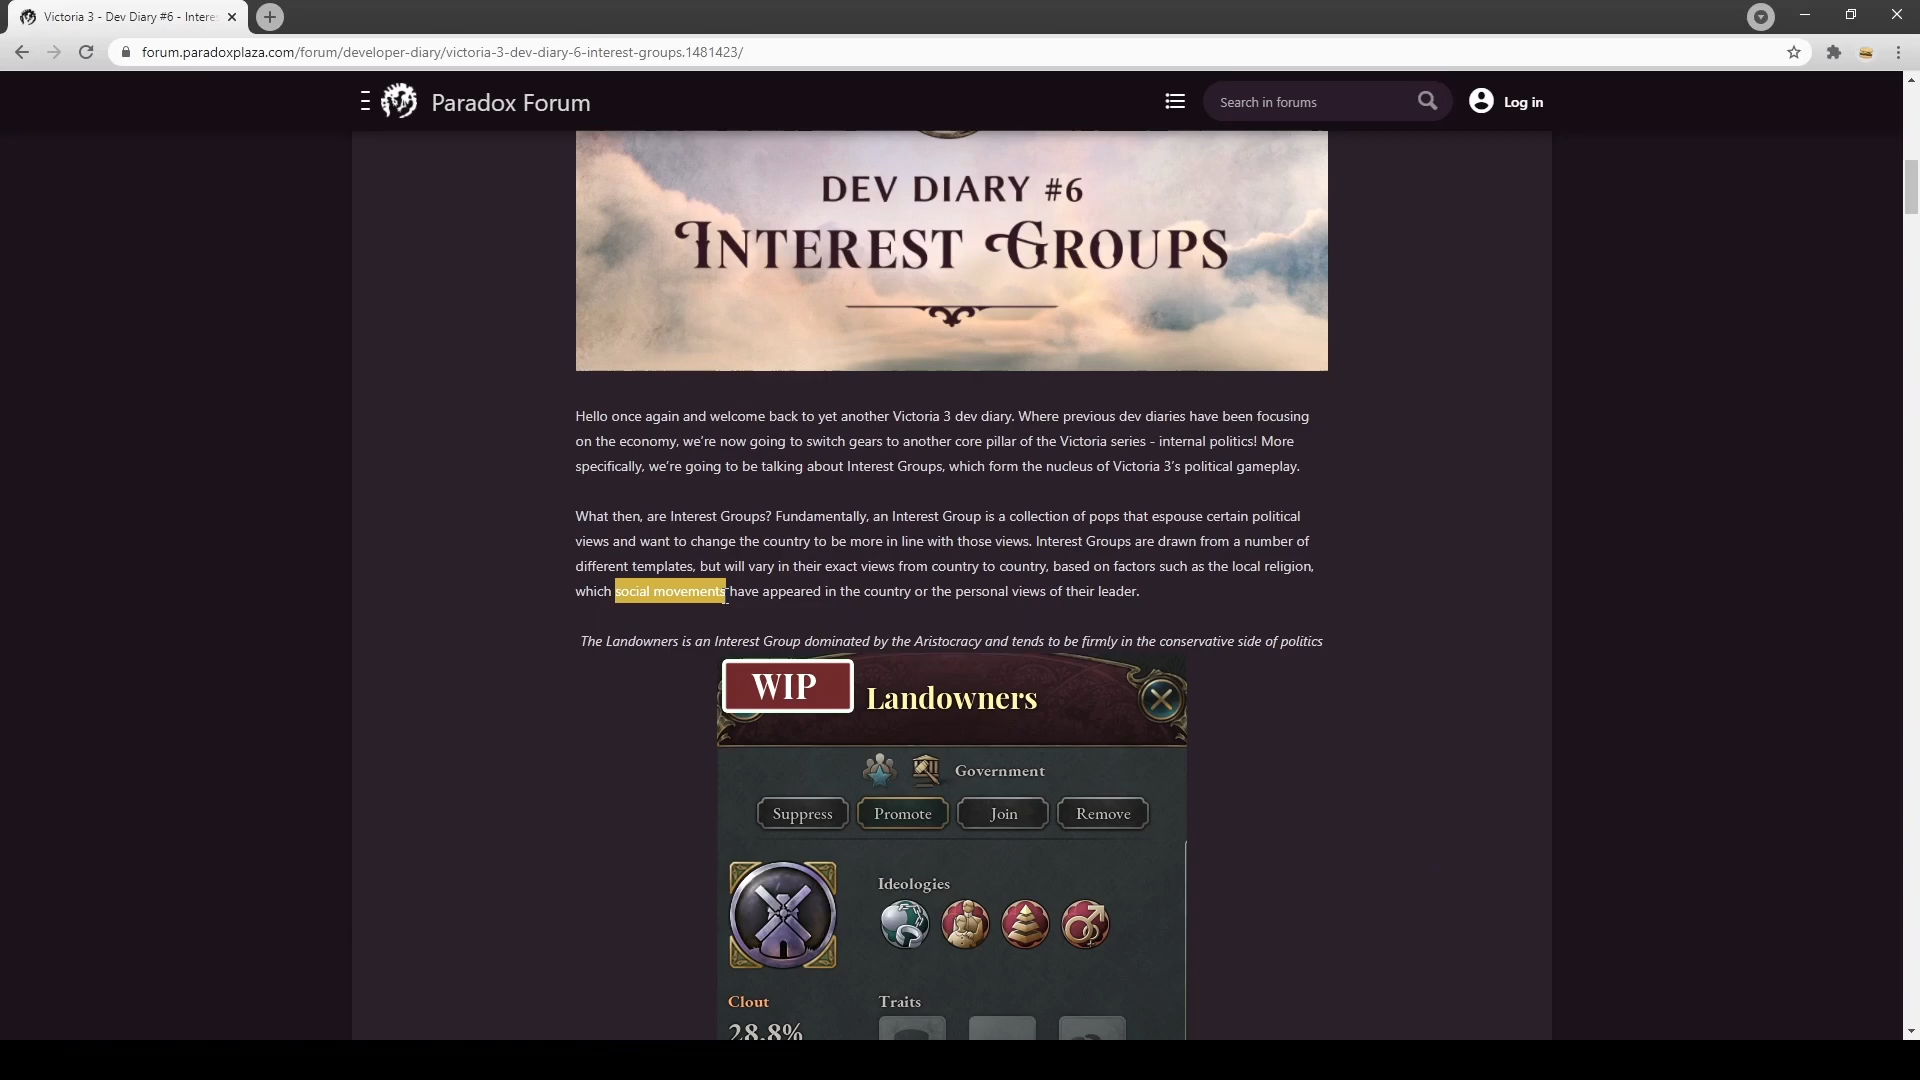 Victoria 3 - Dev Diary #6 - Intere
forum.paradoxplaza.com/forum/developer-diary/victoria-3-dev-diary-6-interest-groups.1481423/
Paradox Forum
Search in forums
Log in
DEV DIARY #6
INTEREST GROUPS
Hello once again and welcome back to yet another Victoria 3 dev diary. Where previous dev diaries have been focusing
on the economy, we’re now going to switch gears to another core pillar of the Victoria series - internal politics! More
specifically, we’re going to be talking about Interest Groups, which form the nucleus of Victoria 3’s political gameplay.
What then, are Interest Groups? Fundamentally, an Interest Group is a collection of pops that espouse certain political
views and want to change the country to be more in line with those views. Interest Groups are drawn from a number of
different templates, but will vary in their exact views from country to country, based on factors such as the local religion,
which social movements have appeared in the country or the personal views of their leader.
The Landowners is an Interest Group dominated by the Aristocracy and tends to be firmly in the conservative side of politics
WIP
Landowners
Government
Suppress
Promote
Join
Remove
Ideologies
Clout
Traits
28.8%